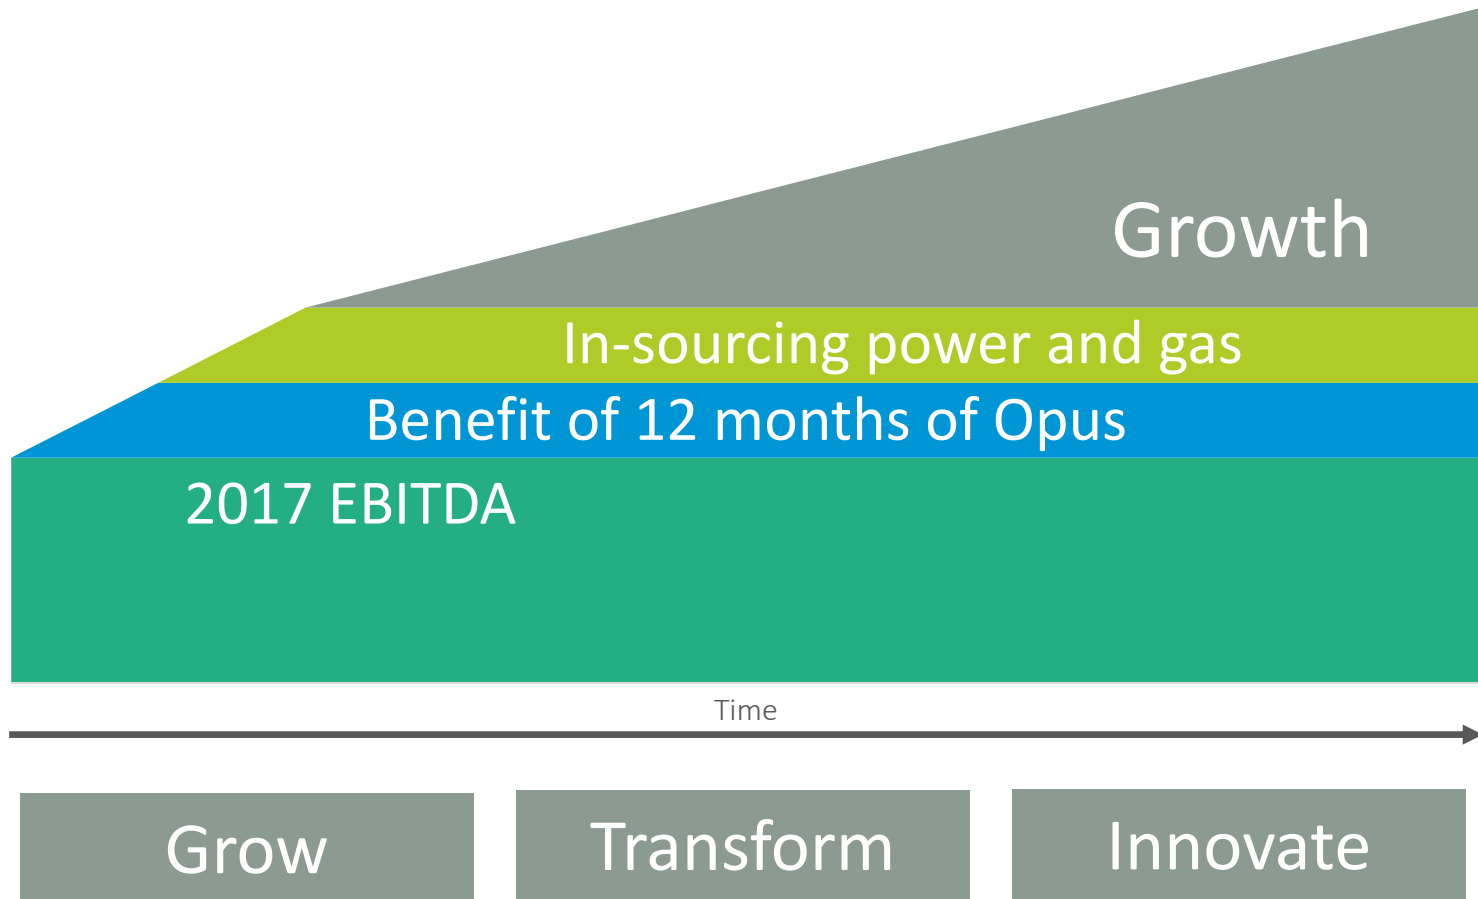 Growth
In-sourcing power and gas
Benefit of 12 months of Opus
2017 EBITDA
Time
Grow
Transform
Innovate